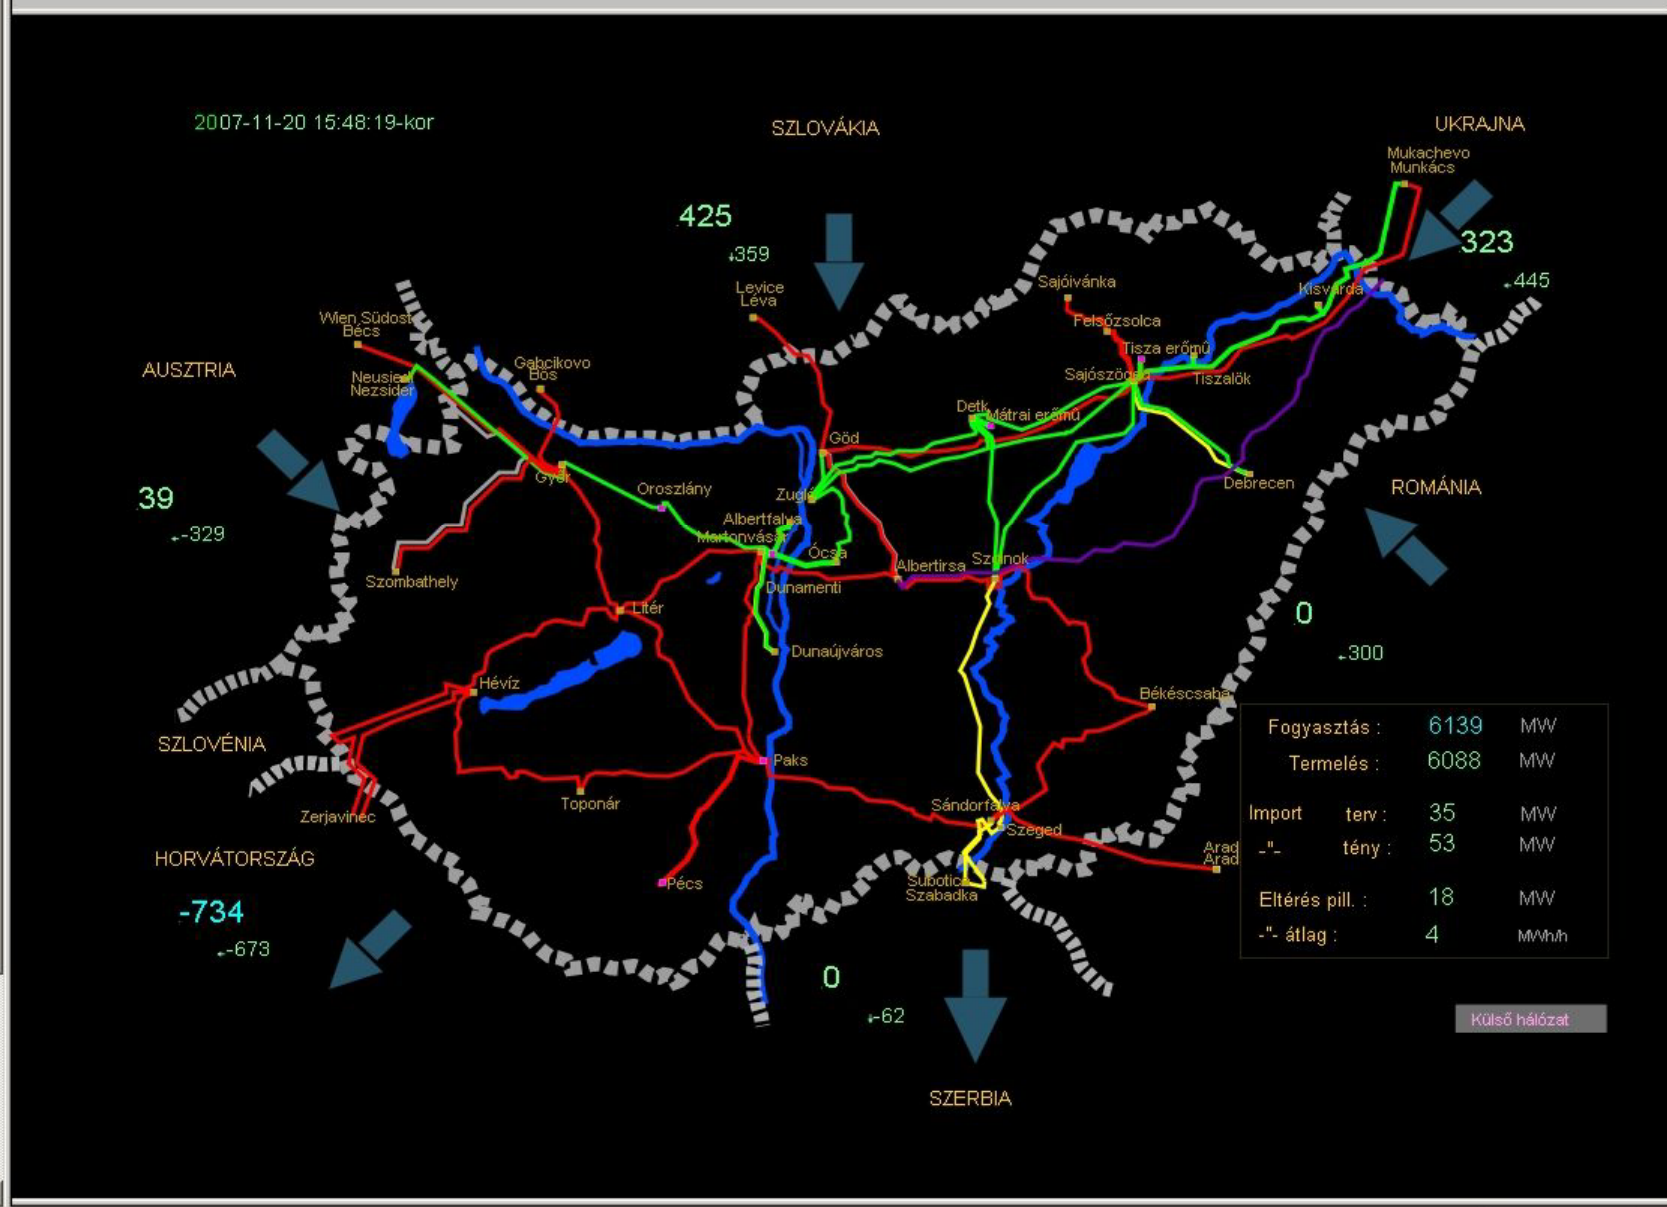 2007-11-20 15:48:19-kor
SZLOVÁKIA
UKRAJNA
Mukachevo
Munkács
425
359
323
445
Levice
Léva
Sajóivánka
Kisvárda
Wien Südost
Bécs
Felsőzsolca
Gabcikovo
Bős
Tisza erőmű
AUSZTRIA
Neusiedl
Nezsider
Sajószöged
Tiszalök
Detk
Mátrai erőmű
Göd
Győr
Oroszlány
Zugló
Debrecen
ROMÁNIA
39
-329
Albertfalva
Martonvásár
Ócsa
Szolnok
Albertirsa
Szombathely
Dunamenti
Litér
0
300
Dunaújváros
Hévíz
Békéscsaba
SZLOVÉNIA
Paks
Toponár
Zerjavinec
Sándorfalva
Szeged
HORVÁTORSZÁG
Arad
Arad
Pécs
Subotica
Szabadka
-734
-673
0
-62
SZERBIA
Fogyasztás : 6139 MW
Termelés : 6088 MW
Import terv : 35 MW
-"- tény : 53 MW
Eltérés pill. : 18 MW
-"- átlag : 4 MWh/h
Külső hálózat